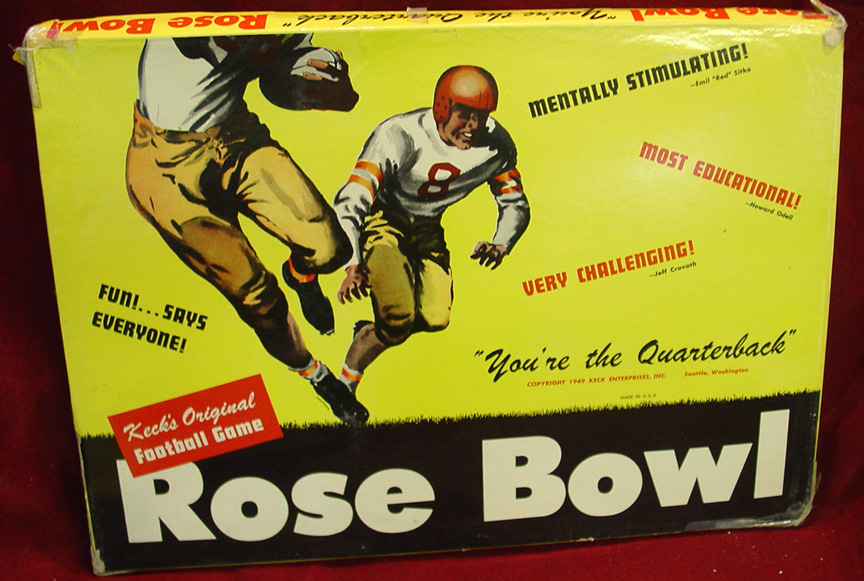 Rose Bowl "You're the Quarterback" Rose Bowl
MENTALLY STIMULATING!
—Emil "Red" Sitko
MOST EDUCATIONAL!
—Howard Odell
VERY CHALLENGING!
—Jeff Cravath
FUN!... SAYS
EVERYONE!
"You're the Quarterback"
COPYRIGHT 1949 KECK ENTERPRISES, INC. Seattle, Washington
MADE IN U.S.A.
Keck's Original
Football Game
Rose Bowl
8